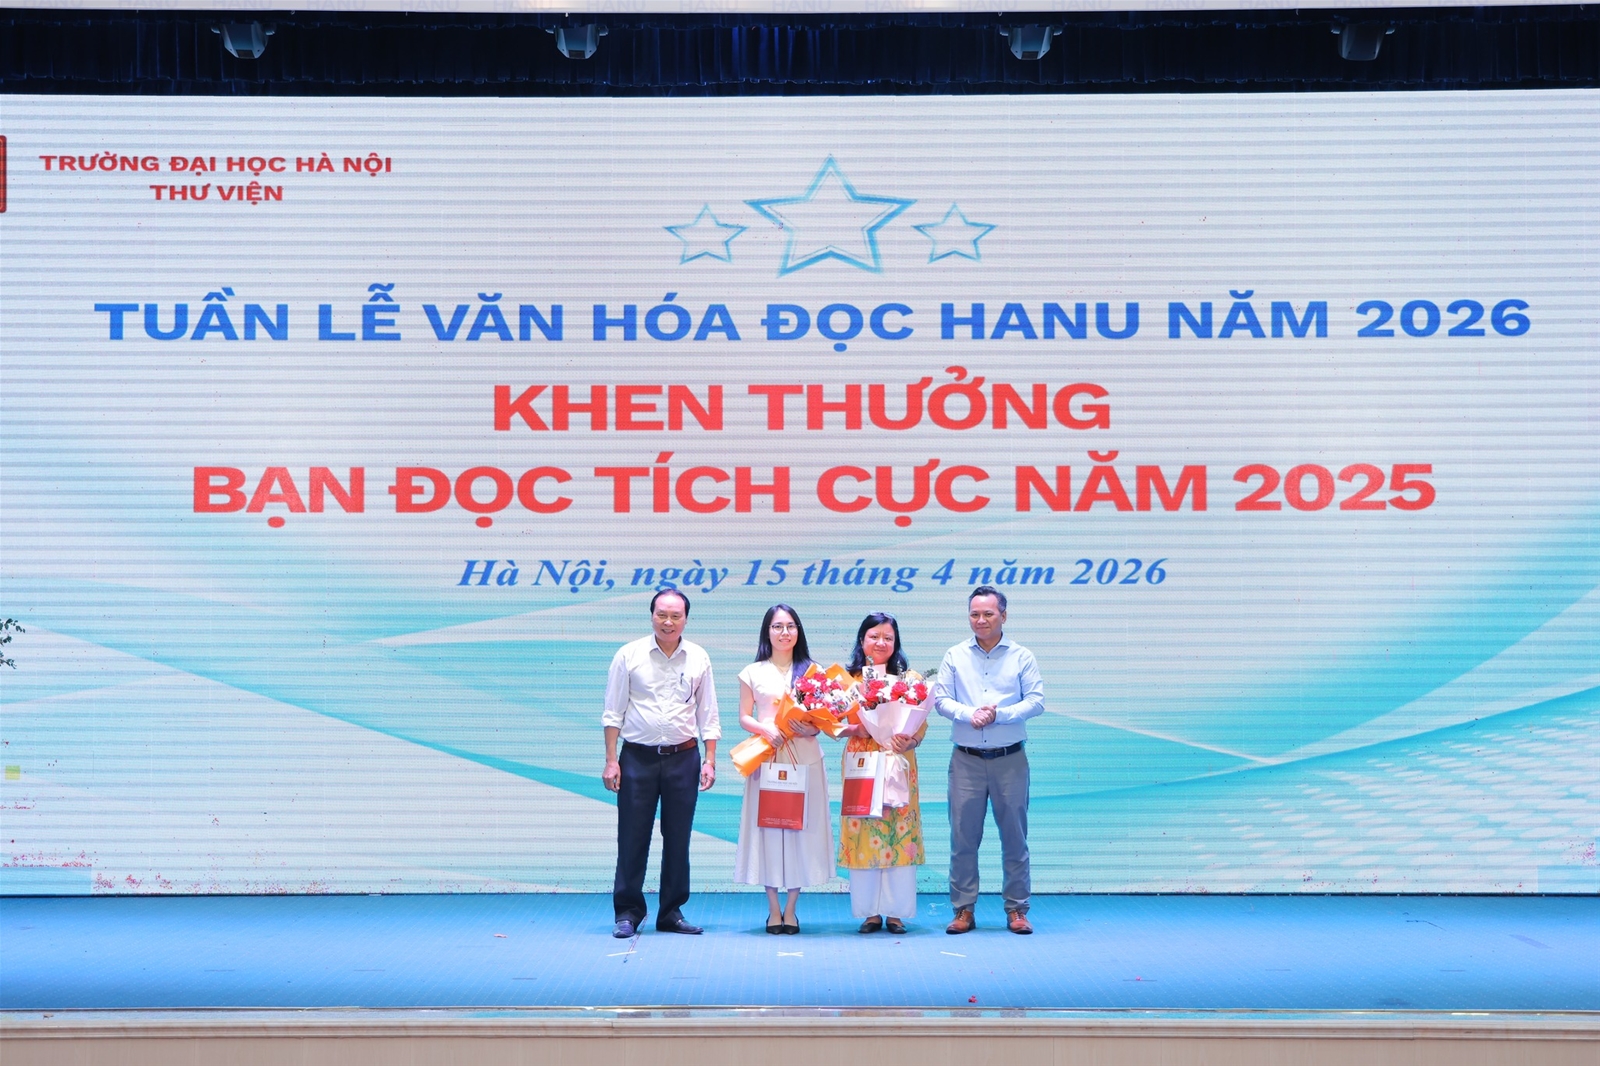 TRƯỜNG ĐẠI HỌC HÀ NỘI
THƯ VIỆN
TUẦN LỄ VĂN HÓA ĐỌC HANU NĂM 2026
KHEN THƯỞNG
BẠN ĐỌC TÍCH CỰC NĂM 2025
Hà Nội, ngày 15 tháng 4 năm 2026